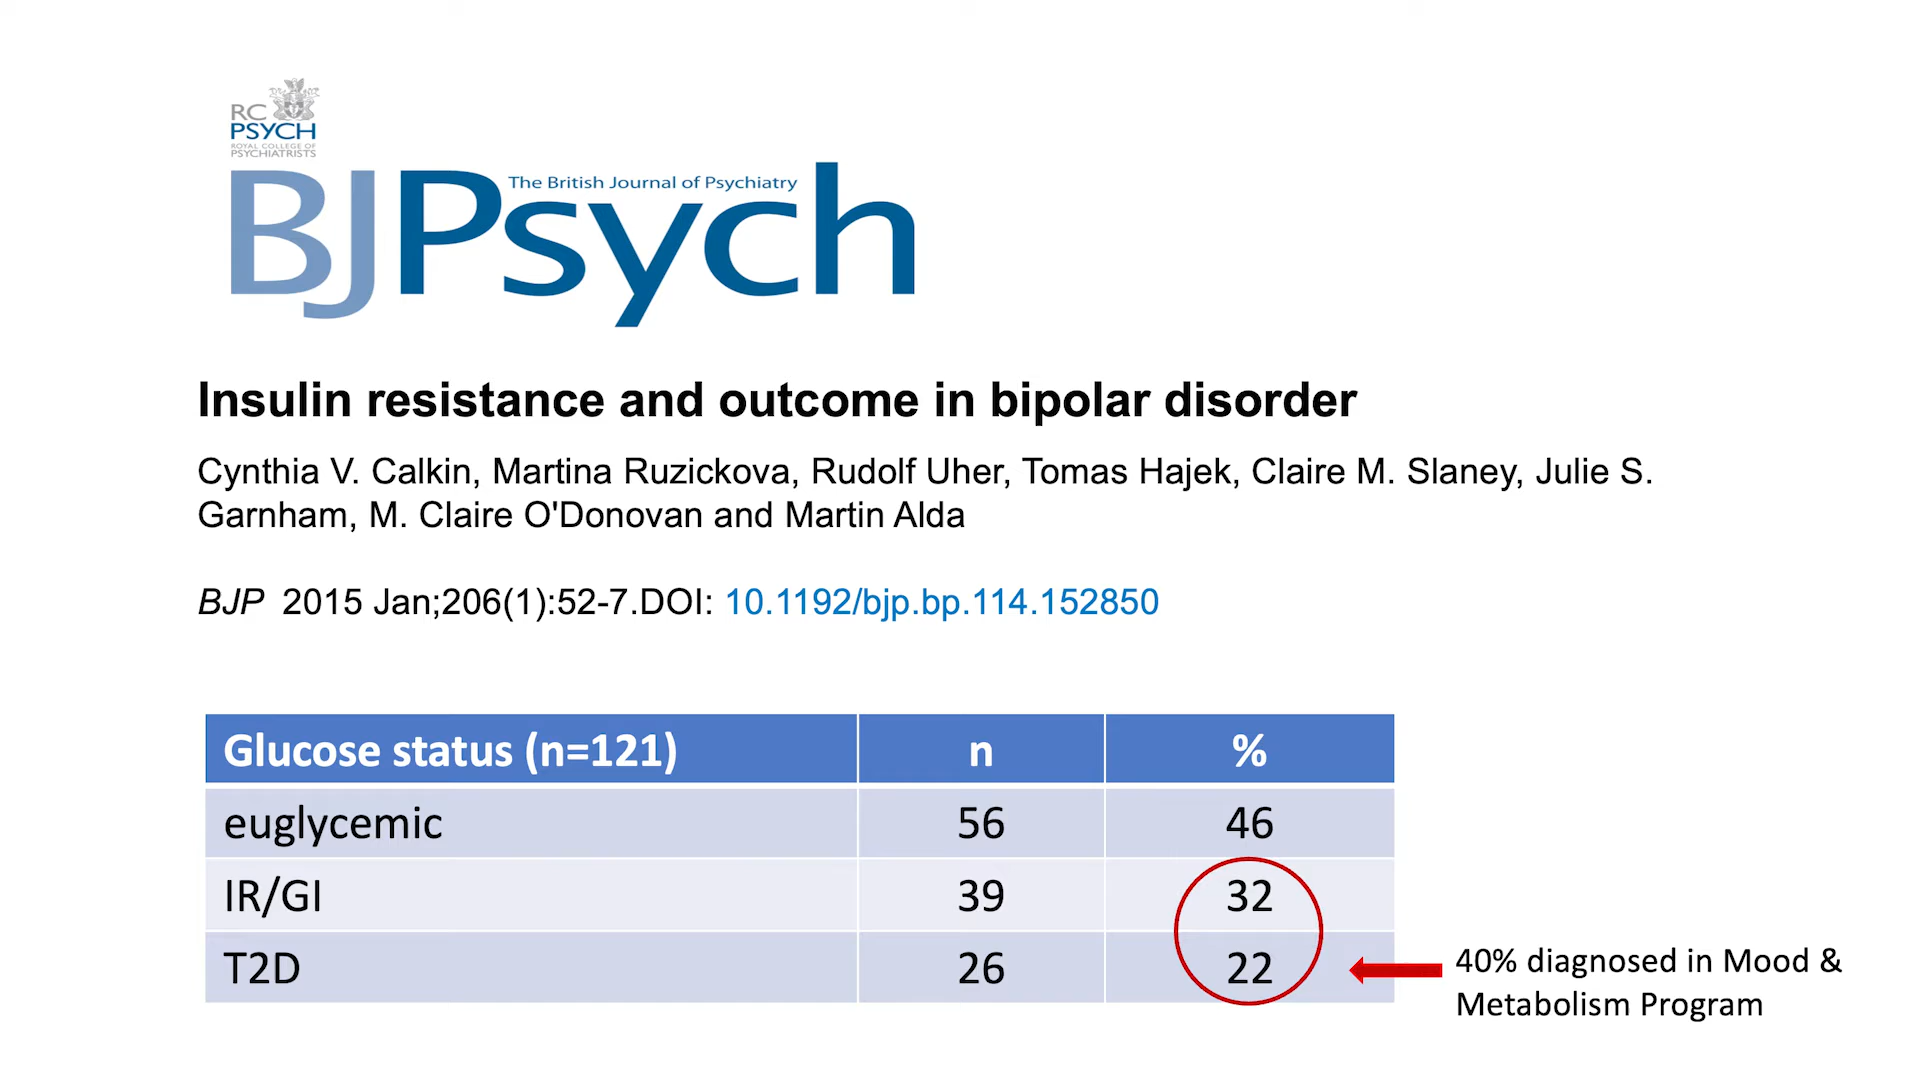 RC
PSYCH
ROYAL COLLEGE OF
PSYCHIATRISTS
BJPsych
The British Journal of Psychiatry
Insulin resistance and outcome in bipolar disorder
Cynthia V. Calkin, Martina Ruzickova, Rudolf Uher, Tomas Hajek, Claire M. Slaney, Julie S.
Garnham, M. Claire O'Donovan and Martin Alda
BJP 2015 Jan;206(1):52-7.DOI: 10.1192/bjp.bp.114.152850
Glucose status (n=121) n %
euglycemic 56 46
IR/GI 39 32
T2D 26 22
40% diagnosed in Mood &
Metabolism Program